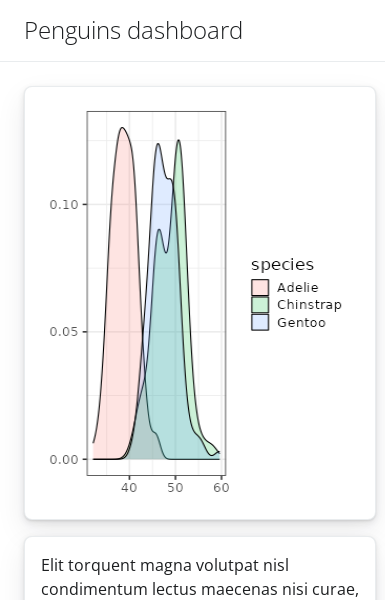 Penguins dashboard
0.10
0.05
0.00
40 50 60
species
Adelie
Chinstrap
Gentoo
Elit torquent magna volutpat nisl
condimentum lectus maecenas nisi curae,